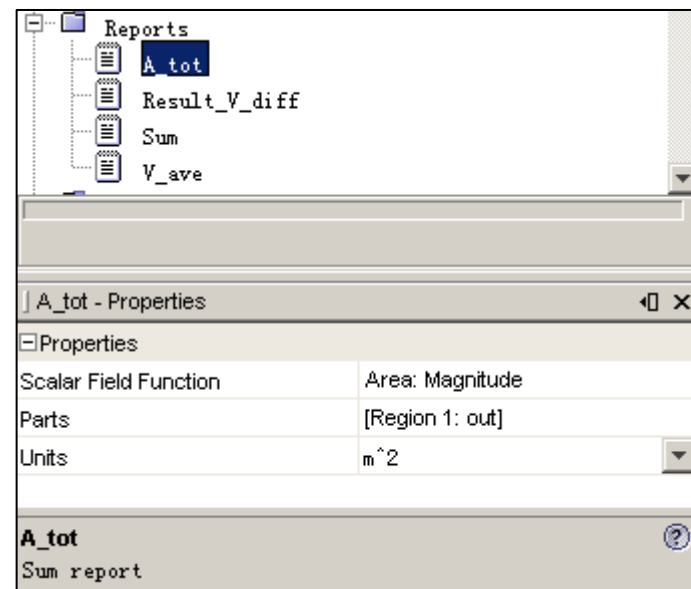 Reports
A_tot
Result_V_diff
Sum
V_ave
A_tot - Properties
Properties
Scalar Field Function Area: Magnitude
Parts [Region 1: out]
Units m^2
A_tot
Sum report